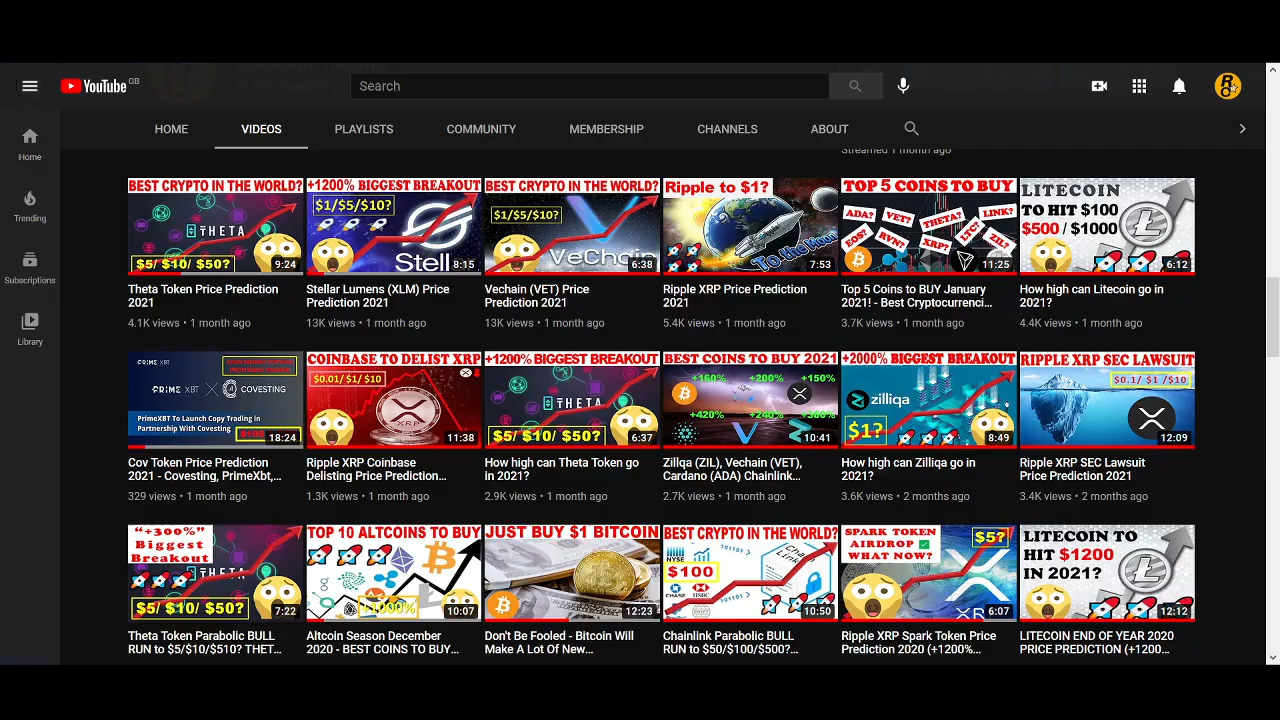 YouTube GB
Search
HOME
VIDEOS
PLAYLISTS
COMMUNITY
MEMBERSHIP
CHANNELS
ABOUT
Home
Trending
Subscriptions
Library
Streamed 1 month ago
BEST CRYPTO IN THE WORLD?
THETA
$5/ $10/ $50?
9:24
Theta Token Price Prediction
2021
4.1K views • 1 month ago
+1200% BIGGEST BREAKOUT
$1/$5/$10?
Stell
8:15
Stellar Lumens (XLM) Price
Prediction 2021
13K views • 1 month ago
BEST CRYPTO IN THE WORLD?
$1/$5/$10?
VeChain
6:38
Vechain (VET) Price
Prediction 2021
13K views • 1 month ago
Ripple to $1?
To the Moon
7:53
Ripple XRP Price Prediction
2021
5.4K views • 1 month ago
TOP 5 COINS TO BUY
ADA?
VET?
THETA?
LINK?
EOS?
RVN?
XRP?
LTC?
ZIL?
11:25
Top 5 Coins to BUY January
2021! - Best Cryptocurrenci...
3.7K views • 1 month ago
LITECOIN
TO HIT $100
$500 / $1000
6:12
How high can Litecoin go in
2021?
4.4K views • 1 month ago
PRIME XBT
PRIME XBT
COVESTING
PrimeXBT To Launch Copy Trading in
Partnership With Covesting
18:24
Cov Token Price Prediction
2021 - Covesting, PrimeXbt,...
329 views • 1 month ago
COINBASE TO DELIST XRP
$0.01/ $1/ $10
XRP
11:38
Ripple XRP Coinbase
Delisting Price Prediction...
1.3K views • 1 month ago
+1200% BIGGEST BREAKOUT
THETA
$5/ $10/ $50?
6:37
How high can Theta Token go
in 2021?
2.9K views • 1 month ago
BEST COINS TO BUY 2021
+160%
+200%
+150%
+420%
+240%
+300%
10:41
Zillqa (ZIL), Vechain (VET),
Cardano (ADA) Chainlink...
2.7K views • 1 month ago
+2000% BIGGEST BREAKOUT
zilliqa
$1?
8:49
How high can Zilliqa go in
2021?
3.6K views • 2 months ago
RIPPLE XRP SEC LAWSUIT
$0.1/ $1 /$10
12:09
Ripple XRP SEC Lawsuit
Price Prediction 2021
3.4K views • 2 months ago
"+300%"
Biggest
Breakout
THETA
$5/ $10/ $50?
7:22
Theta Token Parabolic BULL
RUN to $5/$10/$510? THET...
TOP 10 ALTCOINS TO BUY
+1000%
10:07
Altcoin Season December
2020 - BEST COINS TO BUY...
JUST BUY $1 BITCOIN
12:23
Don't Be Fooled - Bitcoin Will
Make A Lot Of New...
BEST CRYPTO IN THE WORLD?
NYSE
$100
CHASE
HSBC
10:50
Chainlink Parabolic BULL
RUN to $50/$100/$500?...
SPARK TOKEN
AIRDROP
WHAT NOW?
$5?
XR
6:07
Ripple XRP Spark Token Price
Prediction 2020 (+1200%...
LITECOIN TO
HIT $1200
IN 2021?
12:12
LITECOIN END OF YEAR 2020
PRICE PREDICTION (+1200...